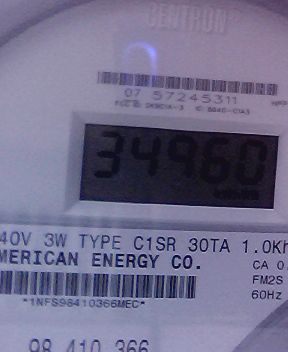 CENTRON
07 57245311
34960
40V 3W TYPE C1SR 30TA 1.0Kh
MERICAN ENERGY CO.
CA 0.
FM2S
60Hz
*1NFS98410366MEC*
98 410 366